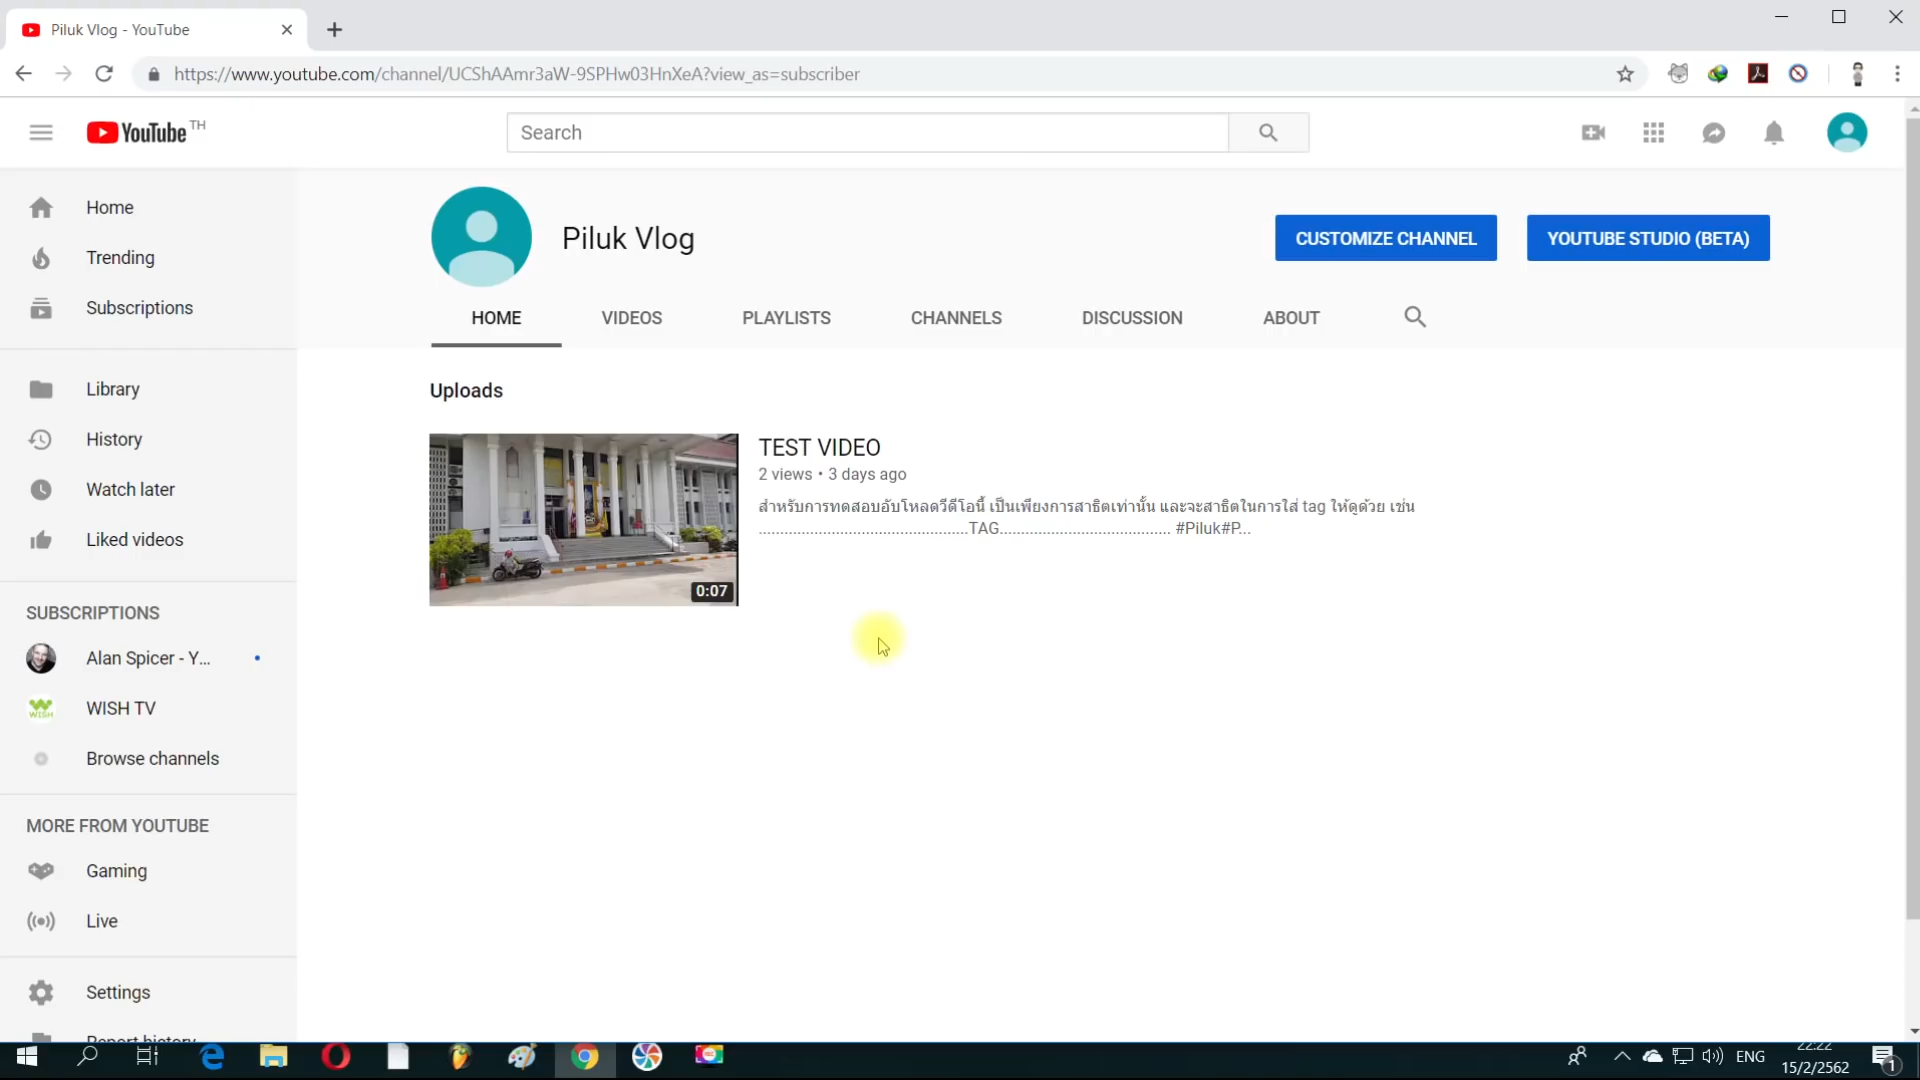 Piluk Vlog - YouTube
https://www.youtube.com/channel/UCShAAmr3aW-9SPHw03HnXeA?view_as=subscriber
YouTube TH
Search
Home
Trending
Subscriptions
Library
History
Watch later
Liked videos
SUBSCRIPTIONS
Alan Spicer - Y...
WISH TV
Browse channels
MORE FROM YOUTUBE
Gaming
Live
Settings
Report history
Piluk Vlog
CUSTOMIZE CHANNEL
YOUTUBE STUDIO (BETA)
HOME VIDEOS PLAYLISTS CHANNELS DISCUSSION ABOUT
Uploads
0:07
TEST VIDEO
2 views • 3 days ago
สำหรับการทดสอบอัปโหลดวีดีโอนี้ เป็นเพียงการสาธิตเท่านั้น และจะสาธิตในการใส่ tag ให้ดูด้วย เช่น
.................................................TAG........................................ #Piluk#P...
ENG
22:22
15/2/2562
1